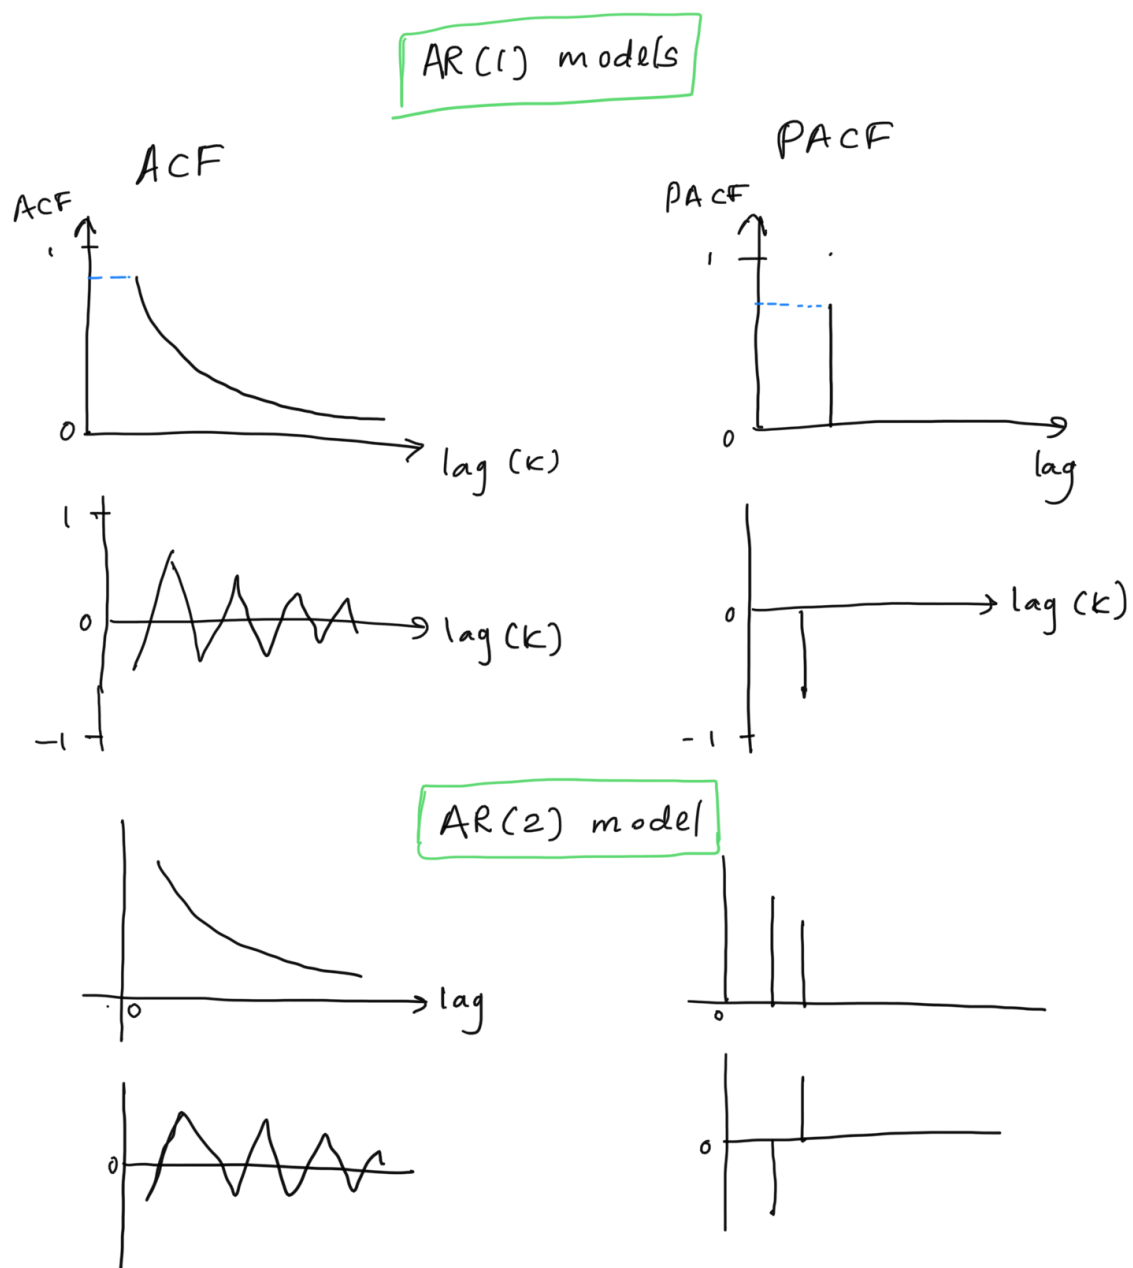 AR(1) models
ACF
PACF
ACF
1
0
lag (K)
PACF
1
0
lag
1
0
-1
lag (K)
0
-1
lag (K)
AR(2) model
0
lag
0
0
0